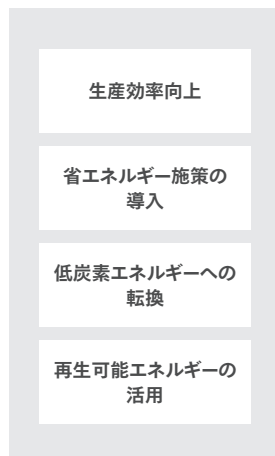 生産効率向上
省エネルギー施策の
導入
低炭素エネルギーへの
転換
再生可能エネルギーの
活用